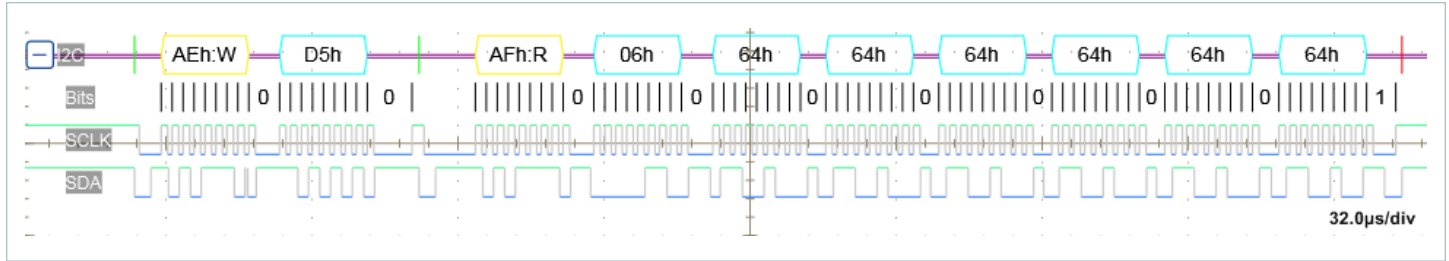 I2C AEh:W D5h AFh:R 06h 64h 64h 64h 64h 64h 64h
Bits 0 0 0 0 0 0 0 0 0 1
SCLK
SDA
32.0µs/div